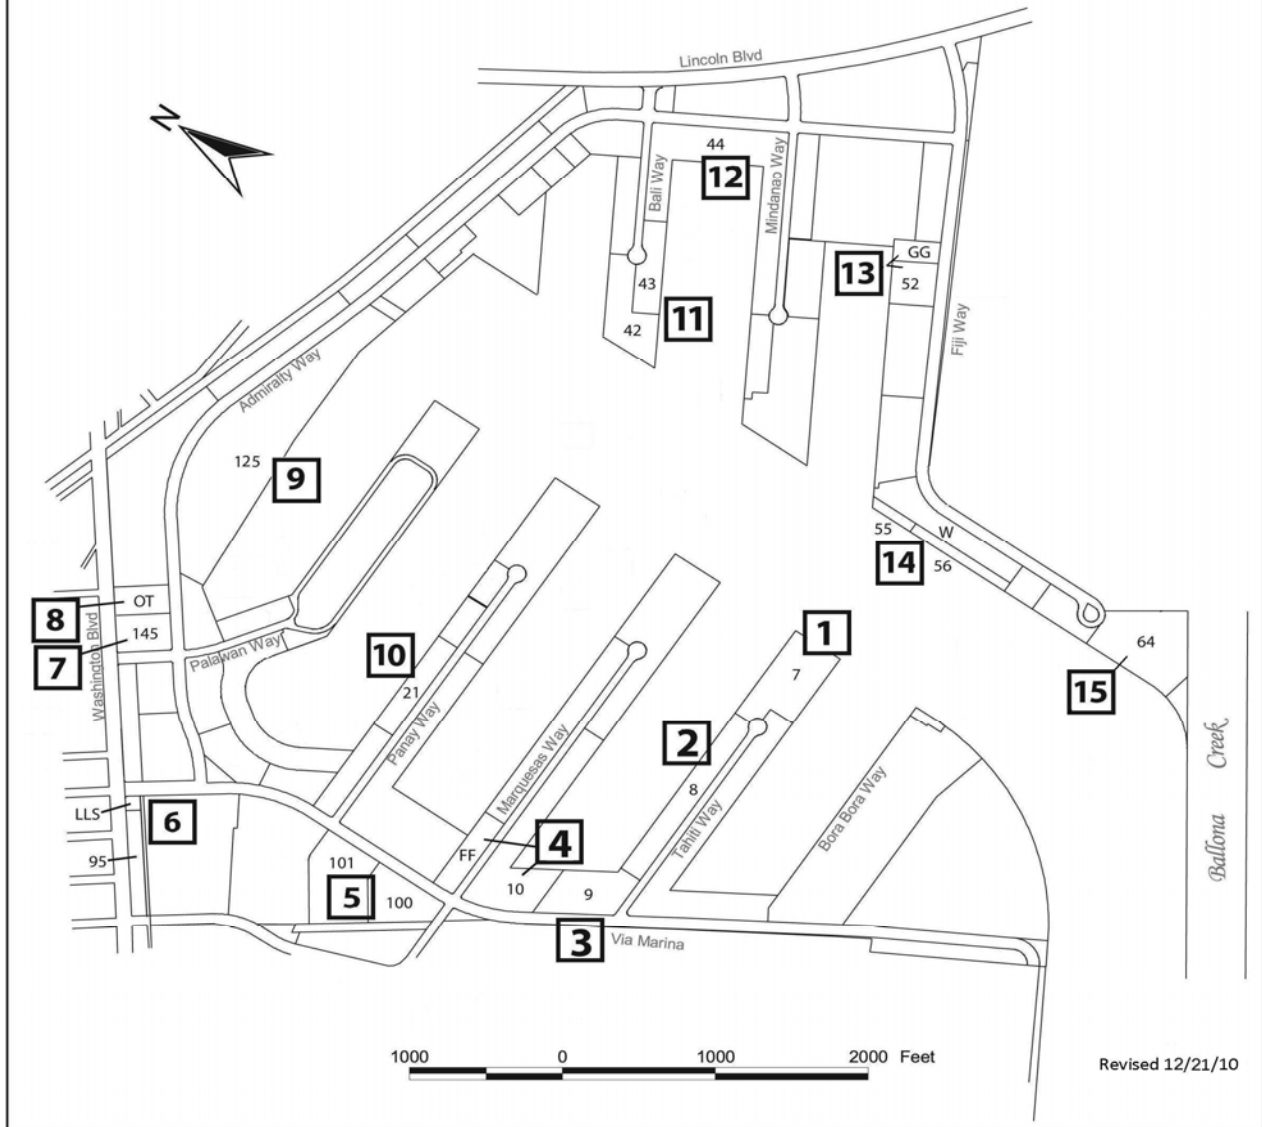 Lincoln Blvd
N
44
12
Bali Way
Mindanao Way
GG
13
52
43
11
42
Fiji Way
Admiralty Way
125
9
55
W
14
56
OT
8
145
7
Washington Blvd
Palawan Way
10
21
1
7
64
15
Panay Way
2
8
Marquesas Way
Tahiti Way
Bora Bora Way
Ballona Creek
LLS
6
95
4
FF
101
5
100
10
9
3
Via Marina
1000 0 1000 2000 Feet
Revised 12/21/10